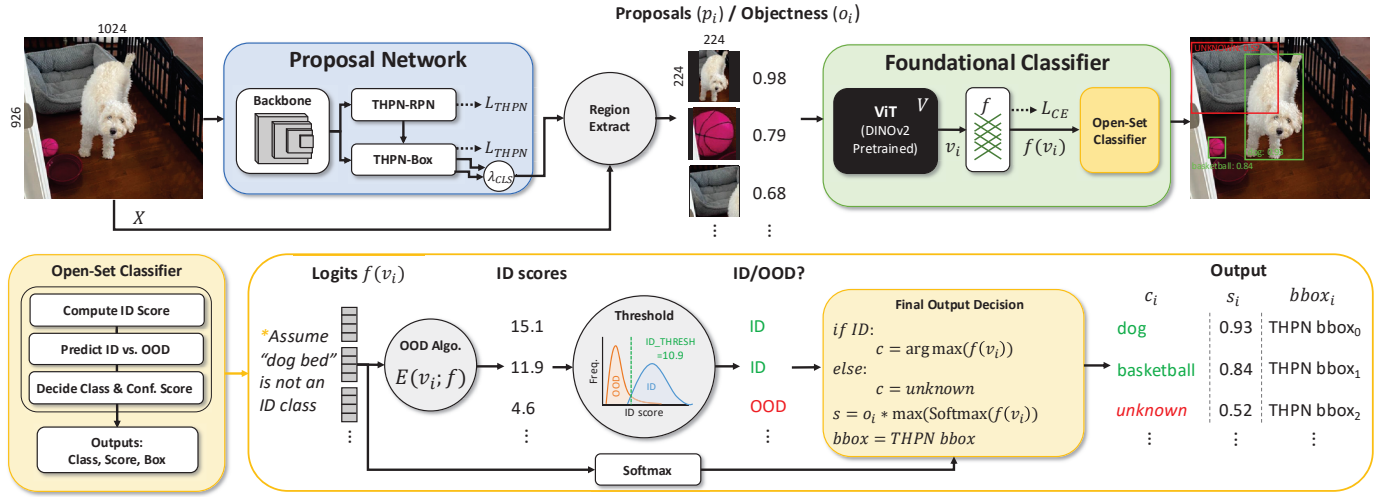 Proposals (p_i) / Objectness (o_i)
1024
926
X
Proposal Network
Backbone
THPN-RPN
L_THPN
THPN-Box
L_THPN
λ_CLS
Region
Extract
224
224
0.98
0.79
0.68
⋮ ⋮
Foundational Classifier
ViT V
(DINOv2
Pretrained)
v_i
f
L_CE
f(v_i)
Open-Set
Classifier
dog:
basketball: 0.84
Open-Set Classifier
Compute ID Score
Predict ID vs. OOD
Decide Class & Conf. Score
Outputs:
Class, Score, Box
Logits f(v_i)
*Assume
“dog bed”
is not an
ID class
⋮
OOD Algo.
E(v_i; f)
ID scores
15.1
11.9
4.6
⋮
Threshold
ID_THRESH
=10.9
Freq.
OOD
ID
ID score
ID/OOD?
ID
ID
OOD
⋮
Softmax
Final Output Decision
if ID:
c = arg max(f(v_i))
else:
c = unknown
s = o_i * max(Softmax(f(v_i))
bbox = THPN bbox
Output
c_i s_i bbox_i
dog 0.93 THPN bbox_0
basketball 0.84 THPN bbox_1
unknown 0.52 THPN bbox_2
⋮ ⋮ ⋮